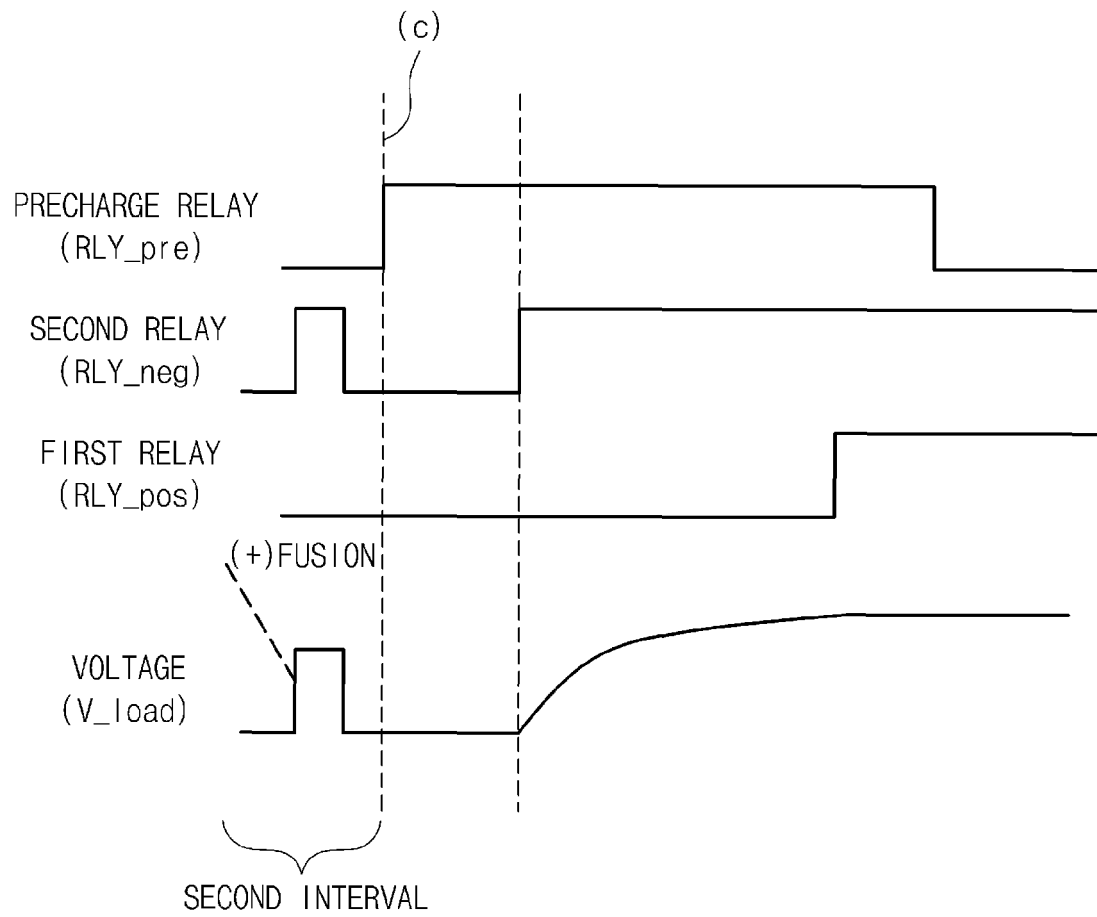 (c)
PRECHARGE RELAY
(RLY_pre)
SECOND RELAY
(RLY_neg)
FIRST RELAY
(RLY_pos)
(+)FUSION
VOLTAGE
(V_load)
SECOND INTERVAL